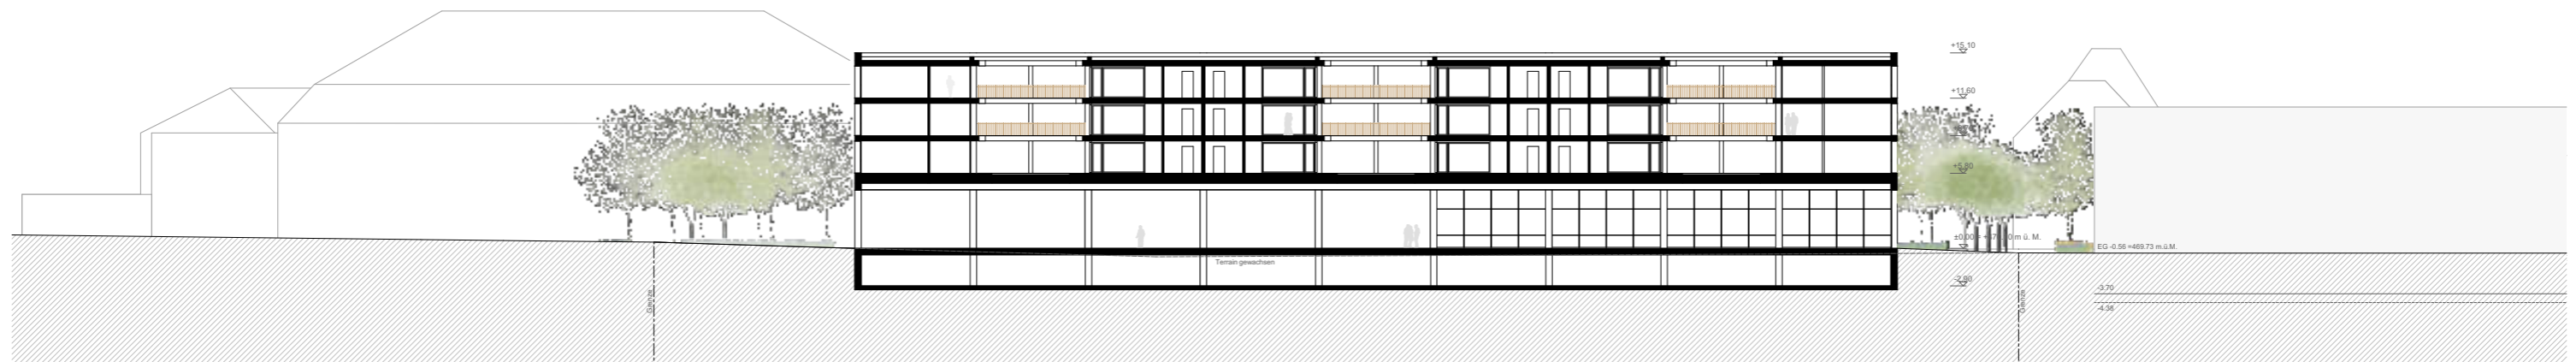 +15,10
+11,60
+5,80
±0.00 = m ü. M.
EG -0.56 =469.73 m.ü.M.
Terrain gewachsen
-2,90
-3.70
-4.38
Grenze
Grenze